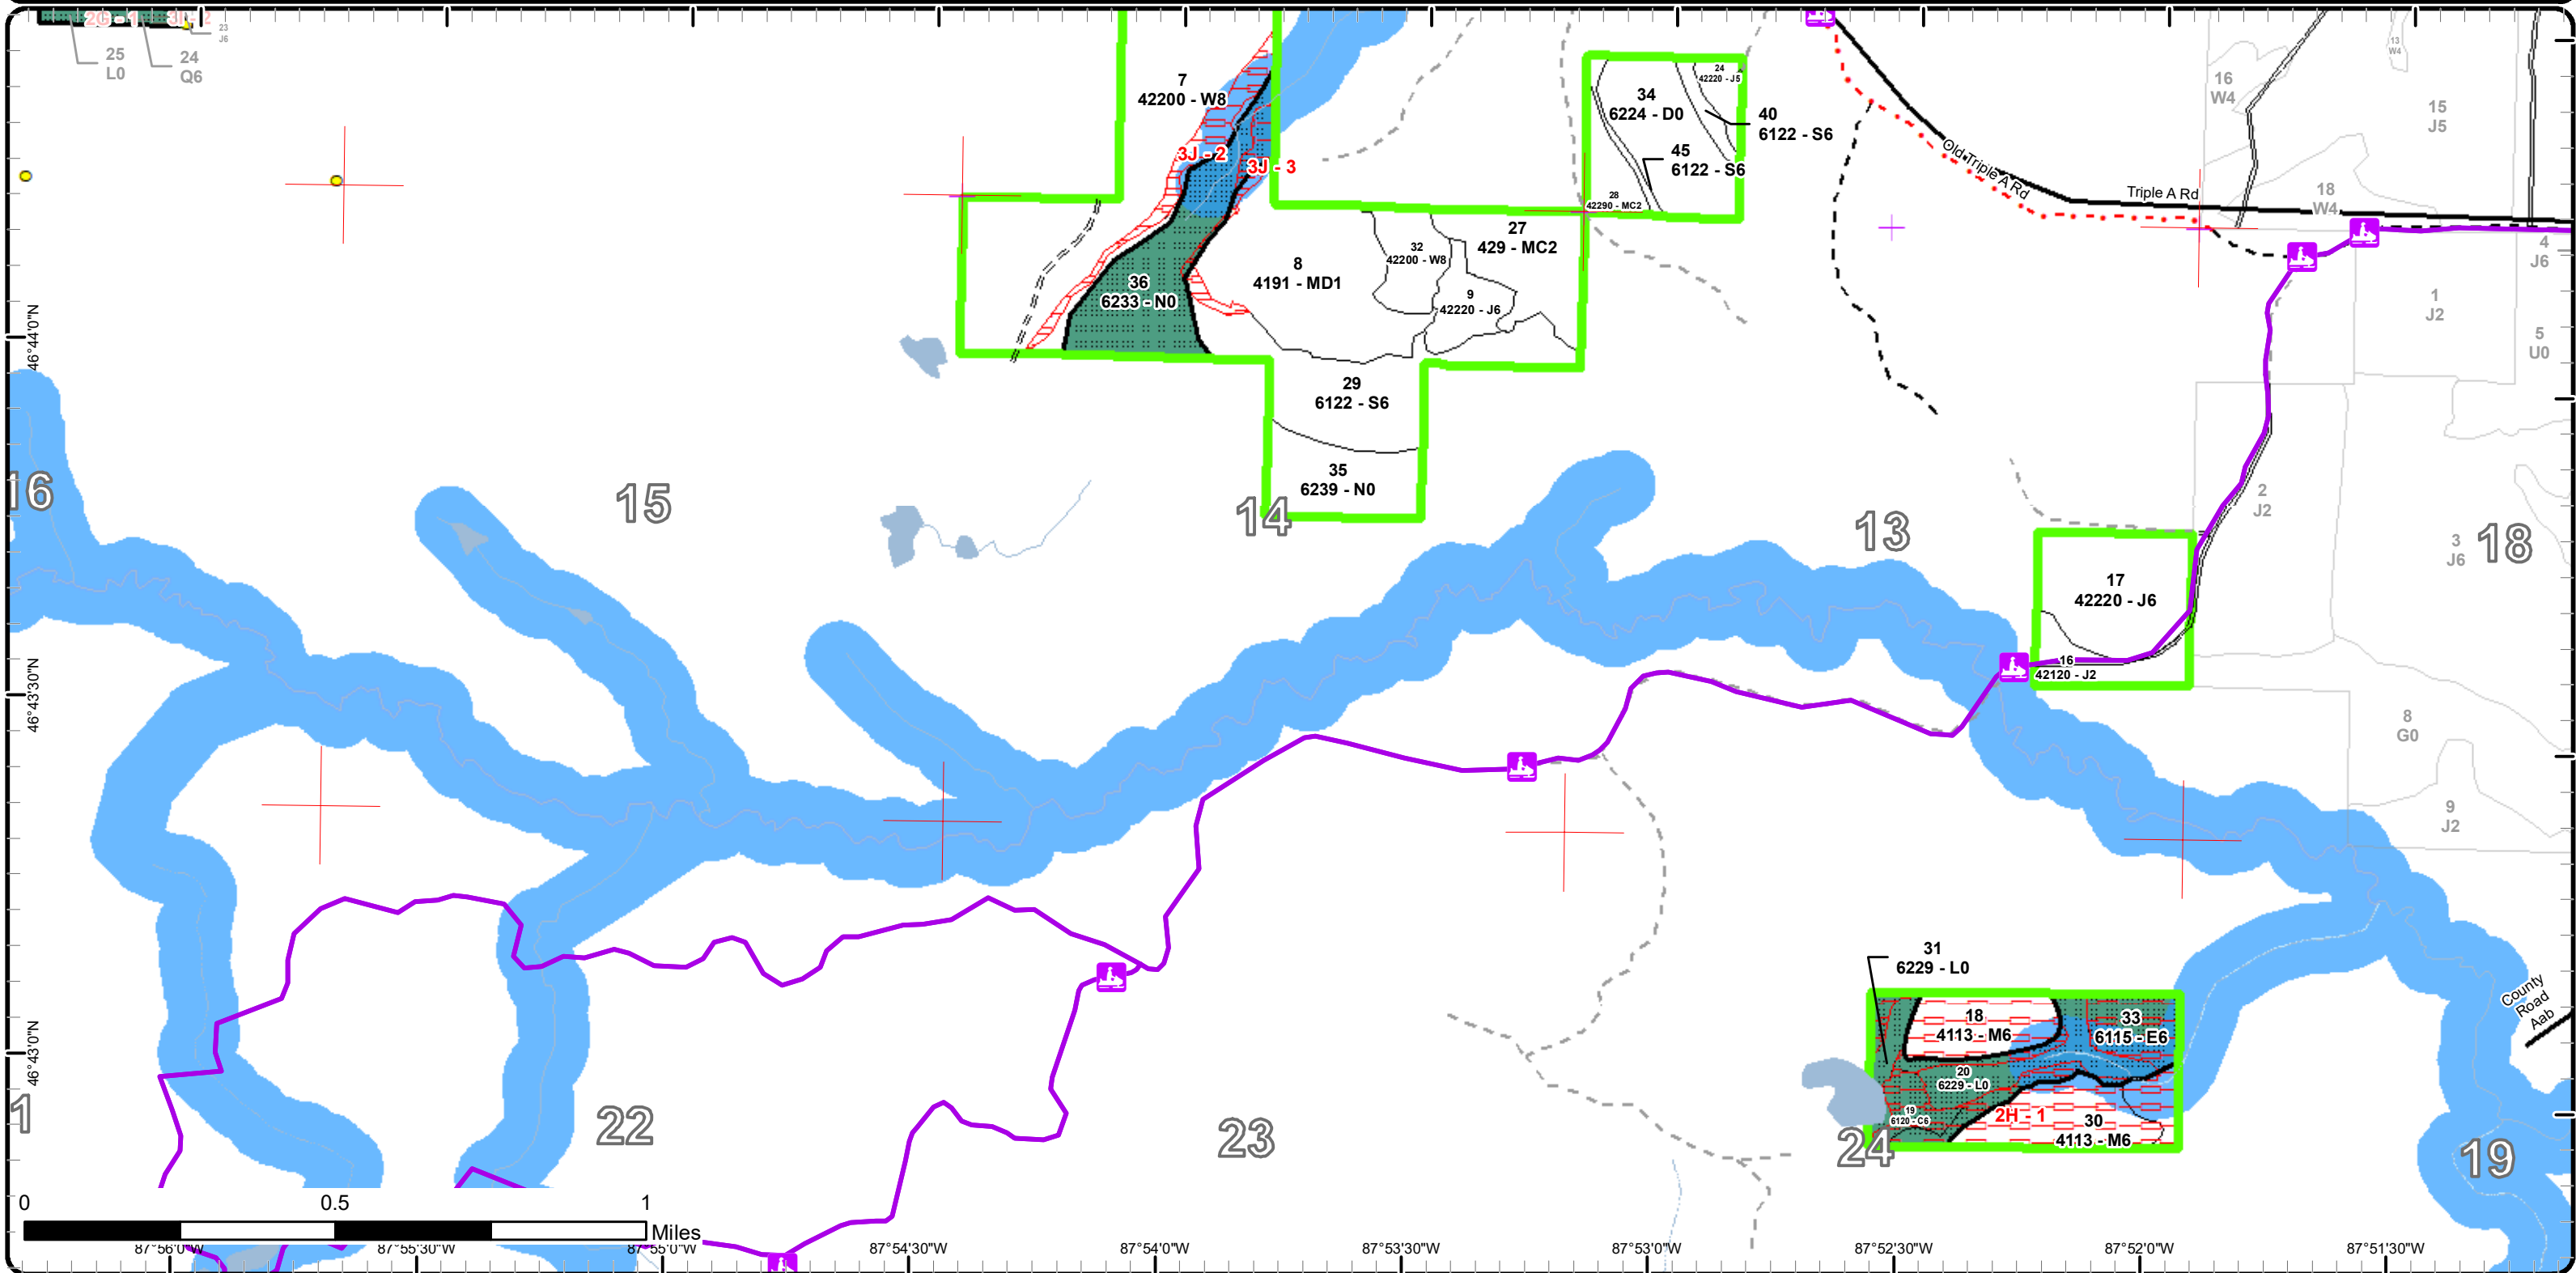 2G - 1
3J - 2
25
L0
24
Q6
23
J6
7
42200 - W8
3J - 2
3J - 3
36
6233 - N0
8
4191 - MD1
32
42200 - W8
27
429 - MC2
9
42220 - J6
29
6122 - S6
35
6239 - N0
34
6224 - D0
24
42220 - J5
40
6122 - S6
45
6122 - S6
28
42290 - MC2
Old Triple A Rd
Triple A Rd
16
W4
13
W4
15
J5
18
W4
4
J6
1
J2
5
U0
2
J2
3
J6
8
G0
9
J2
16
15
14
13
18
17
42220 - J6
16
42120 - J2
31
6229 - L0
18
4113 - M6
33
6115 - E6
20
6229 - L0
19
6120 - C6
2H - 1
30
4113 - M6
County
Road
Aab
1
22
23
24
19
46°44'0"N
46°43'30"N
46°43'0"N
0
0.5
1
Miles
87°56'0"W
87°55'30"W
87°55'0"W
87°54'30"W
87°54'0"W
87°53'30"W
87°53'0"W
87°52'30"W
87°52'0"W
87°51'30"W